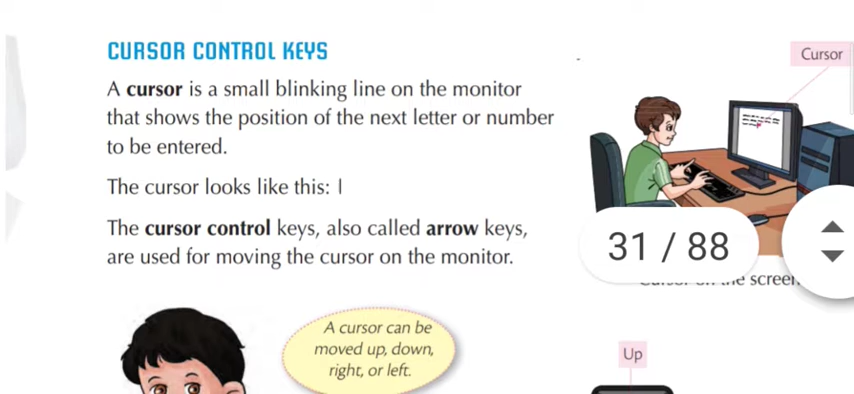 CURSOR CONTROL KEYS
A cursor is a small blinking line on the monitor
that shows the position of the next letter or number
to be entered.
The cursor looks like this: |
The cursor control keys, also called arrow keys,
are used for moving the cursor on the monitor.
A cursor can be
moved up, down,
right, or left.
Cursor
31 / 88
the screen
Up